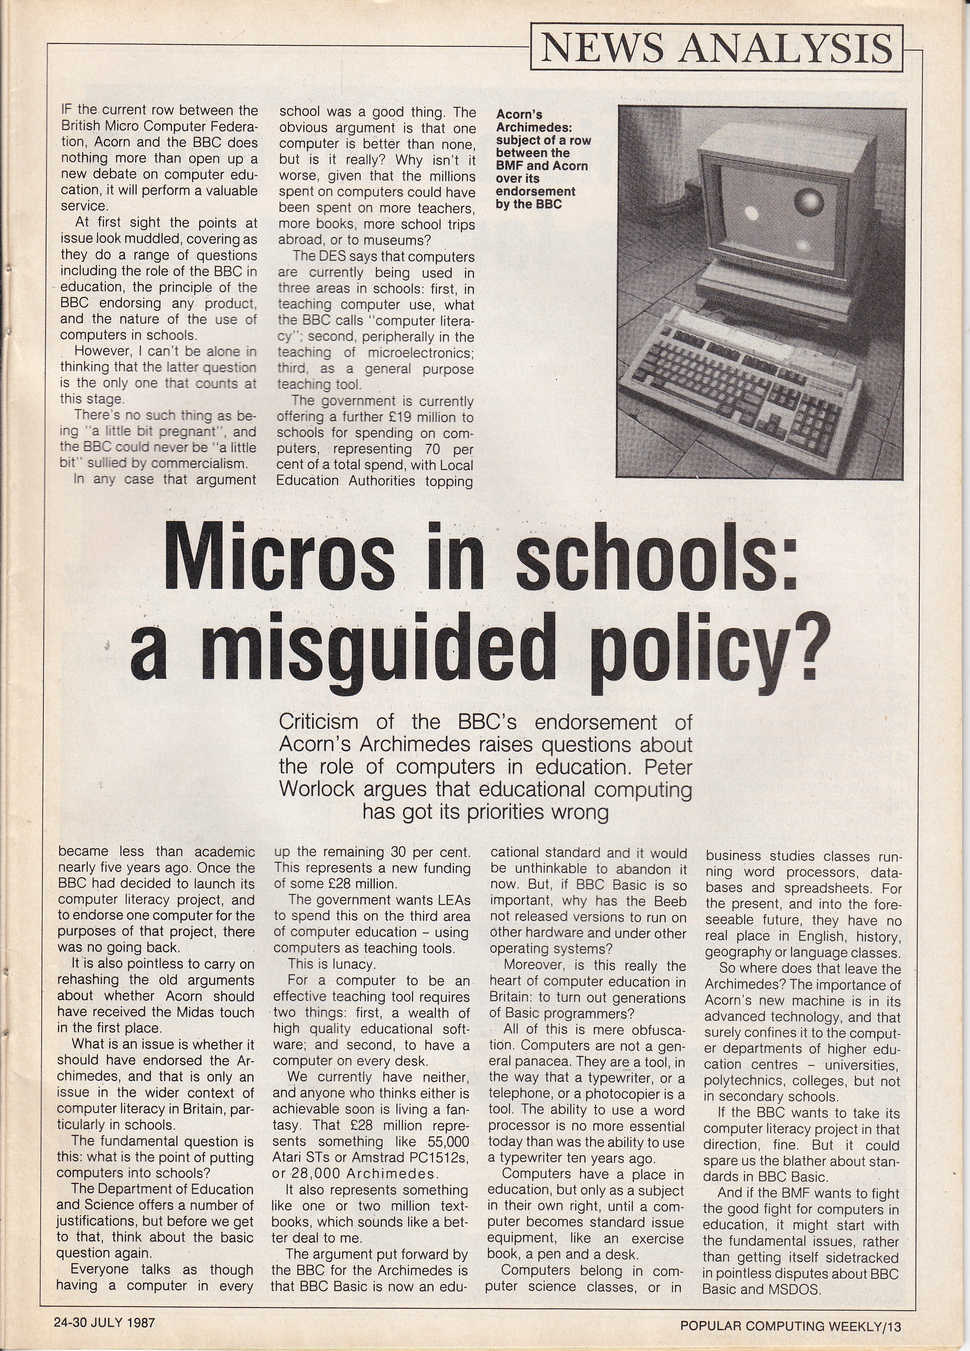 NEWS ANALYSIS
IF the current row between the
British Micro Computer Federa-
tion, Acorn and the BBC does
nothing more than open up a
new debate on computer edu-
cation, it will perform a valuable
service.
At first sight the points at
issue look muddled, covering as
they do a range of questions
including the role of the BBC in
education, the principle of the
BBC endorsing any product,
and the nature of the use of
computers in schools.
However, I can't be alone in
thinking that the latter question
is the only one that counts at
this stage.
There's no such thing as be-
ing "a little bit pregnant", and
the BBC could never be "a little
bit" sullied by commercialism.
In any case that argument
school was a good thing. The
obvious argument is that one
computer is better than none,
but is it really? Why isn't it
worse, given that the millions
spent on computers could have
been spent on more teachers,
more books, more school trips
abroad, or to museums?
The DES says that computers
are currently being used in
three areas in schools: first, in
teaching computer use, what
the BBC calls "computer litera-
cy"; second, peripherally in the
teaching of microelectronics;
third, as a general purpose
teaching tool.
The government is currently
offering a further £19 million to
schools for spending on com-
puters, representing 70 per
cent of a total spend, with Local
Education Authorities topping
Acorn's
Archimedes:
subject of a row
between the
BMF and Acorn
over its
endorsement
by the BBC
Micros in schools:
a misguided policy?
Criticism of the BBC's endorsement of
Acorn's Archimedes raises questions about
the role of computers in education. Peter
Worlock argues that educational computing
has got its priorities wrong
became less than academic
nearly five years ago. Once the
BBC had decided to launch its
computer literacy project, and
to endorse one computer for the
purposes of that project, there
was no going back.
It is also pointless to carry on
rehashing the old arguments
about whether Acorn should
have received the Midas touch
in the first place.
What is an issue is whether it
should have endorsed the Ar-
chimedes, and that is only an
issue in the wider context of
computer literacy in Britain, par-
ticularly in schools.
The fundamental question is
this: what is the point of putting
computers into schools?
The Department of Education
and Science offers a number of
justifications, but before we get
to that, think about the basic
question again.
Everyone talks as though
having a computer in every
up the remaining 30 per cent.
This represents a new funding
of some £28 million.
The government wants LEAs
to spend this on the third area
of computer education – using
computers as teaching tools.
This is lunacy.
For a computer to be an
effective teaching tool requires
two things: first, a wealth of
high quality educational soft-
ware; and second, to have a
computer on every desk.
We currently have neither,
and anyone who thinks either is
achievable soon is living a fan-
tasy. That £28 million repre-
sents something like 55,000
Atari STs or Amstrad PC1512s,
or 28,000 Archimedes.
It also represents something
like one or two million text-
books, which sounds like a bet-
ter deal to me.
The argument put forward by
the BBC for the Archimedes is
that BBC Basic is now an edu-
cational standard and it would
be unthinkable to abandon it
now. But, if BBC Basic is so
important, why has the Beeb
not released versions to run on
other hardware and under other
operating systems?
Moreover, is this really the
heart of computer education in
Britain: to turn out generations
of Basic programmers?
All of this is mere obfusca-
tion. Computers are not a gen-
eral panacea. They are a tool, in
the way that a typewriter, or a
telephone, or a photocopier is a
tool. The ability to use a word
processor is no more essential
today than was the ability to use
a typewriter ten years ago.
Computers have a place in
education, but only as a subject
in their own right, until a com-
puter becomes standard issue
equipment, like an exercise
book, a pen and a desk.
Computers belong in com-
puter science classes, or in
business studies classes run-
ning word processors, data-
bases and spreadsheets. For
the present, and into the fore-
seeable future, they have no
real place in English, history,
geography or language classes.
So where does that leave the
Archimedes? The importance of
Acorn's new machine is in its
advanced technology, and that
surely confines it to the comput-
er departments of higher edu-
cation centres – universities,
polytechnics, colleges, but not
in secondary schools.
If the BBC wants to take its
computer literacy project in that
direction, fine. But it could
spare us the blather about stan-
dards in BBC Basic.
And if the BMF wants to fight
the good fight for computers in
education, it might start with
the fundamental issues, rather
than getting itself sidetracked
in pointless disputes about BBC
Basic and MSDOS.
24-30 JULY 1987
POPULAR COMPUTING WEEKLY/13